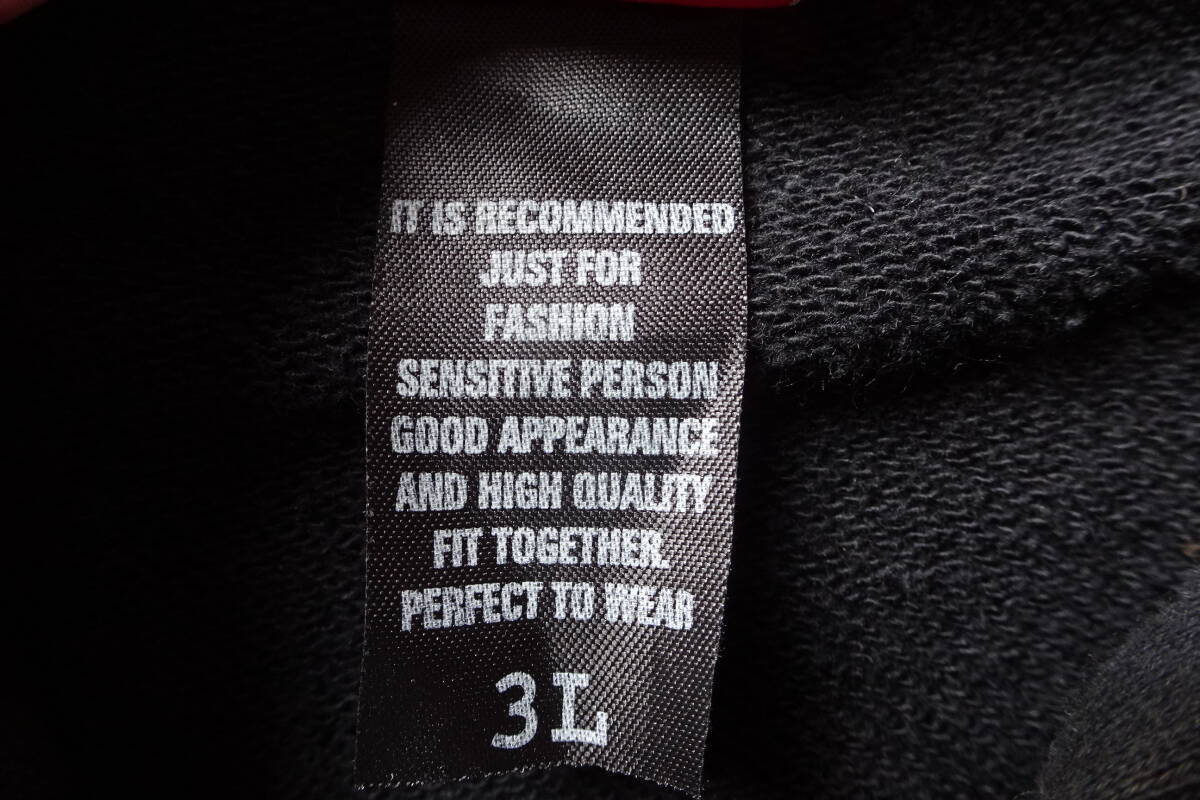 IT IS RECOMMENDED
JUST FOR
FASHION
SENSITIVE PERSON
GOOD APPEARANCE
AND HIGH QUALITY
FIT TOGETHER.
PERFECT TO WEAR
3L